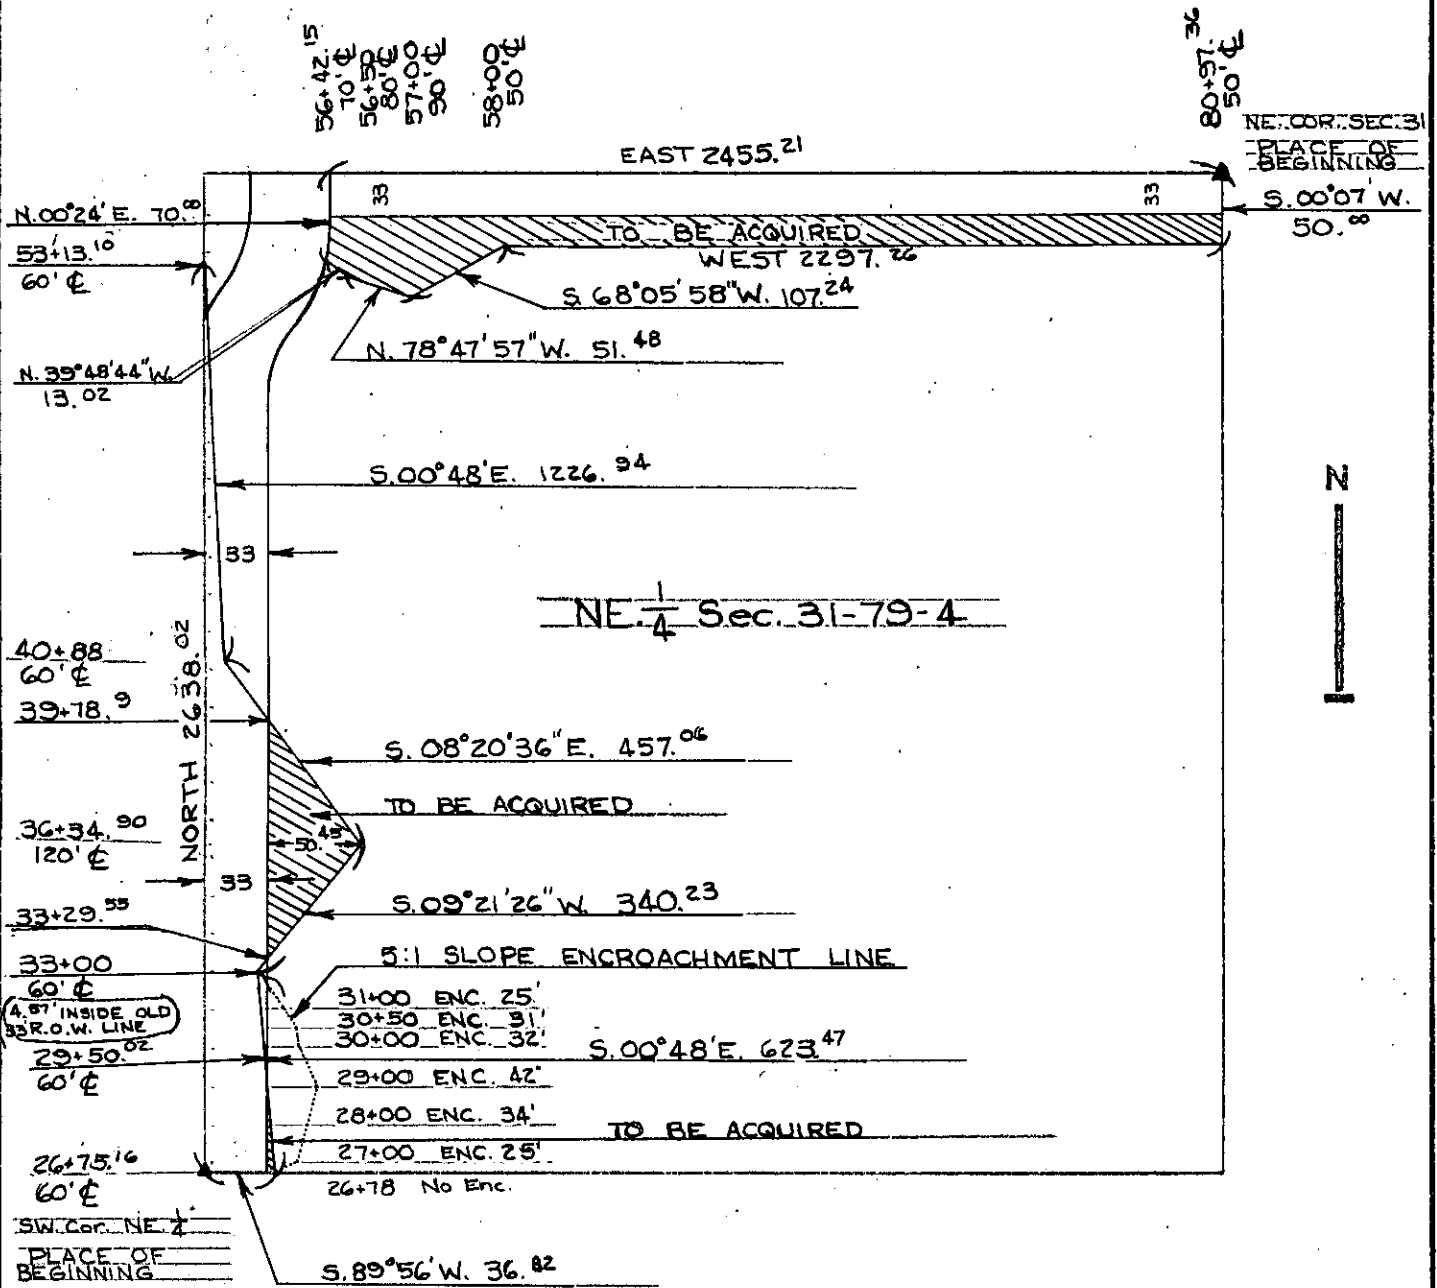 56+42.15
70' ℄
56+50
80' ℄
57+00
90' ℄
58+00
50' ℄
80+97.36
50' ℄
NE. COR. SEC. 31
PLACE OF
BEGINNING
EAST 2455.21
33
33
S.00°07' W.
50.00
N.00°24' E. 70.8
53+13.10
60' ℄
TO BE ACQUIRED
WEST 2297.26
S. 68°05'58" W. 107.24
N. 78°47'57" W. 51.48
N. 39°48'44" W.
13.02
S.00°48' E. 1226.94
33
N
NE. 1/4 Sec. 31-79-4
NORTH 2638.02
40+88
60' ℄
39+78.9
S. 08°20'36" E. 457.06
TO BE ACQUIRED
36+34.90
120' ℄
50.43
33
S.09°21'26" W. 340.23
33+29.55
5:1 SLOPE ENCROACHMENT LINE
33+00
60' ℄
4.57' INSIDE OLD
33 R.O.W. LINE
31+00 ENC. 25'
30+50 ENC. 31'
30+00 ENC. 32'
S.00°48' E. 623.47
29+50.02
60' ℄
29+00 ENC. 42'
28+00 ENC. 34'
TO BE ACQUIRED
27+00 ENC. 25'
26+75.16
60' ℄
26+78 No Enc.
SW. Cor. NE 1/4
PLACE OF
BEGINNING
S.89°56' W. 36.82